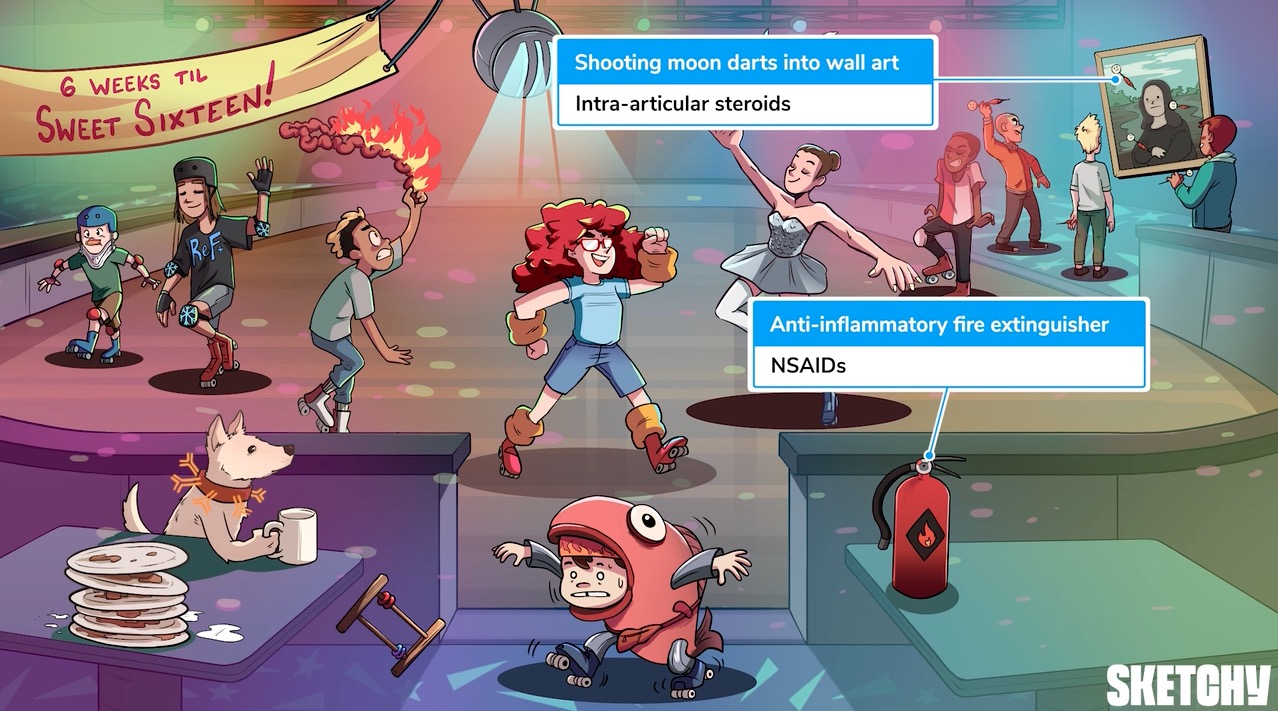 6 WEEKS TIL
SWEET SIXTEEN!
Shooting moon darts into wall art
Intra-articular steroids
ReF+
Anti-inflammatory fire extinguisher
NSAIDs
SKETCHY